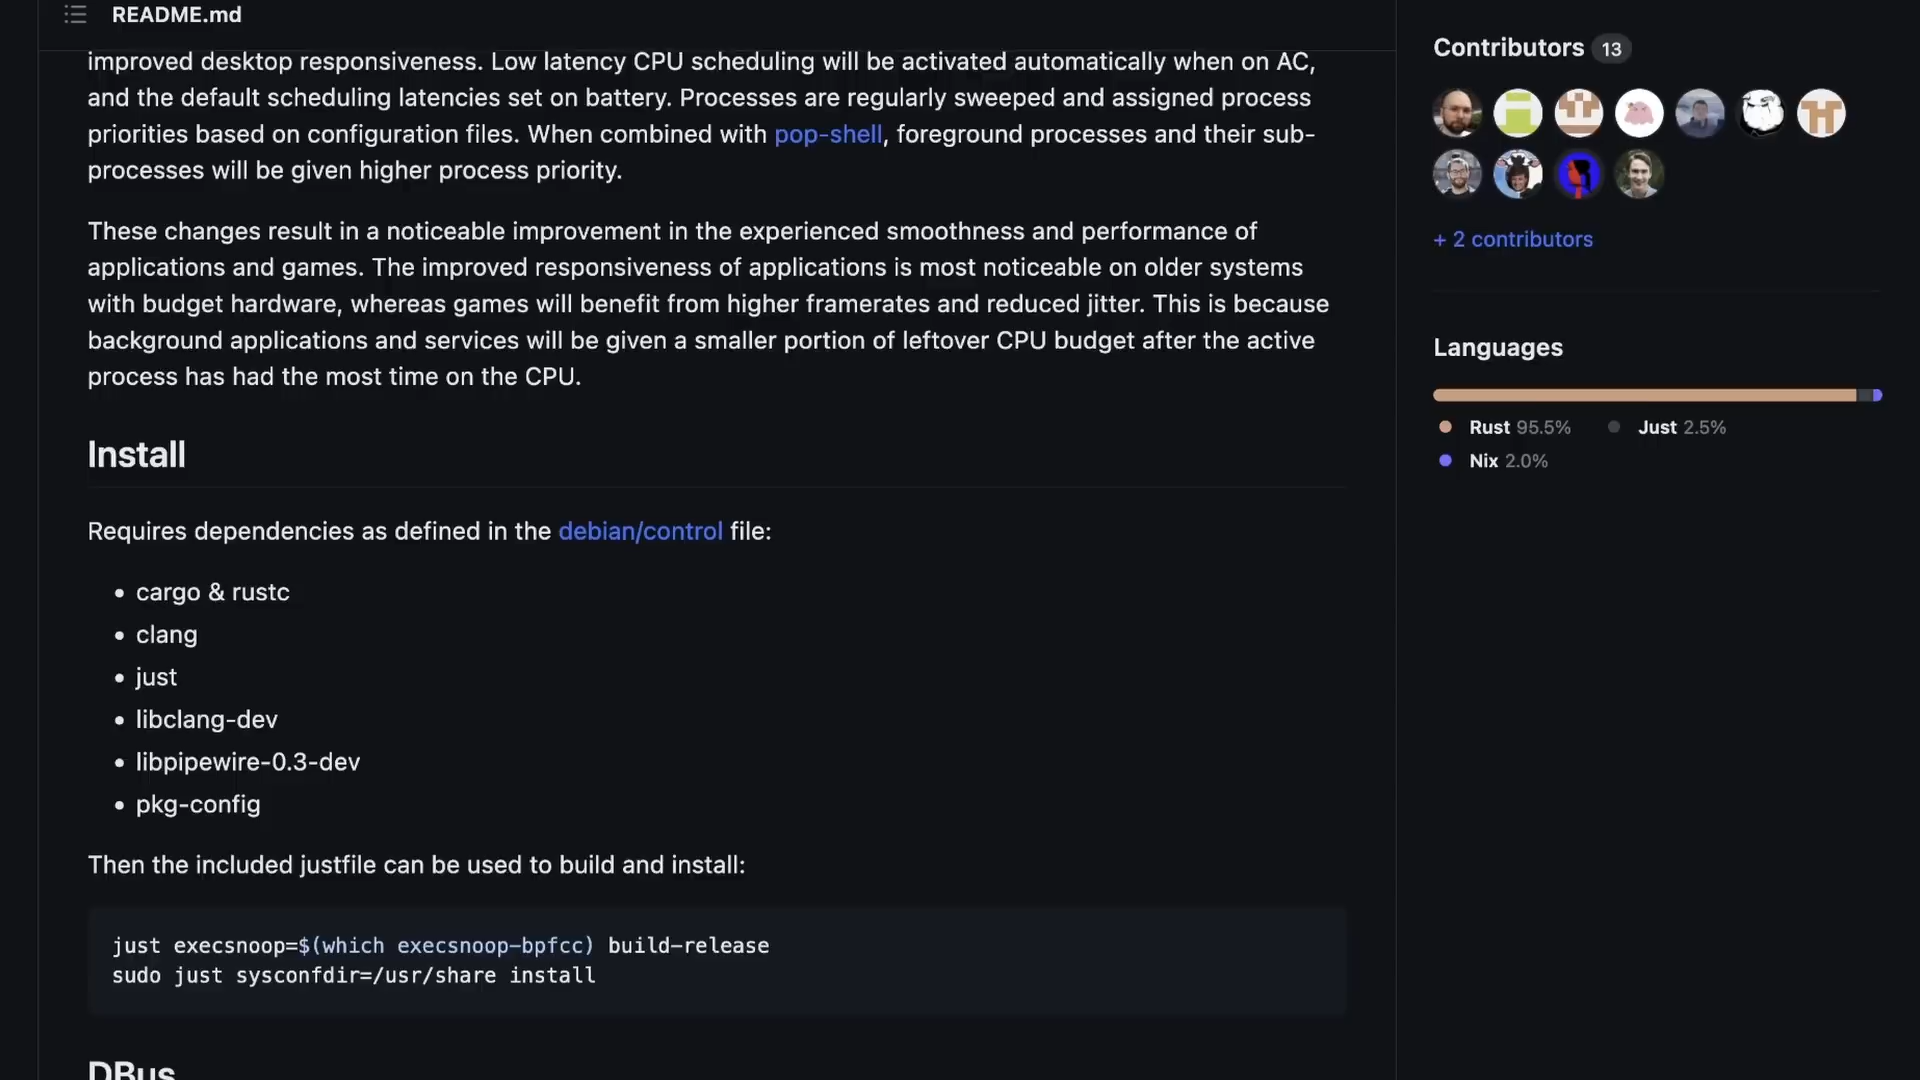 README.md
improved desktop responsiveness. Low latency CPU scheduling will be activated automatically when on AC,
and the default scheduling latencies set on battery. Processes are regularly sweeped and assigned process
priorities based on configuration files. When combined with pop-shell, foreground processes and their sub-
processes will be given higher process priority.
These changes result in a noticeable improvement in the experienced smoothness and performance of
applications and games. The improved responsiveness of applications is most noticeable on older systems
with budget hardware, whereas games will benefit from higher framerates and reduced jitter. This is because
background applications and services will be given a smaller portion of leftover CPU budget after the active
process has had the most time on the CPU.
Install
Requires dependencies as defined in the debian/control file:
• cargo & rustc
• clang
• just
• libclang-dev
• libpipewire-0.3-dev
• pkg-config
Then the included justfile can be used to build and install:
just execsnoop=$(which execsnoop-bpfcc) build-release
sudo just sysconfdir=/usr/share install
DBus
Contributors 13
+ 2 contributors
Languages
Rust 95.5% Just 2.5%
Nix 2.0%